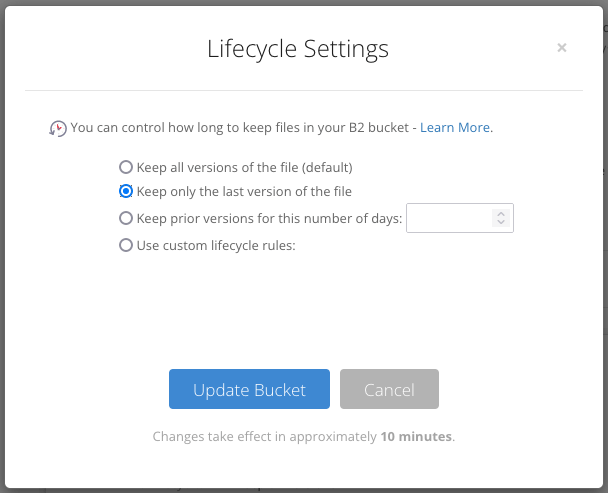 Lifecycle Settings
×
You can control how long to keep files in your B2 bucket - Learn More.
Keep all versions of the file (default)
Keep only the last version of the file
Keep prior versions for this number of days:
Use custom lifecycle rules:
Update Bucket
Cancel
Changes take effect in approximately 10 minutes.